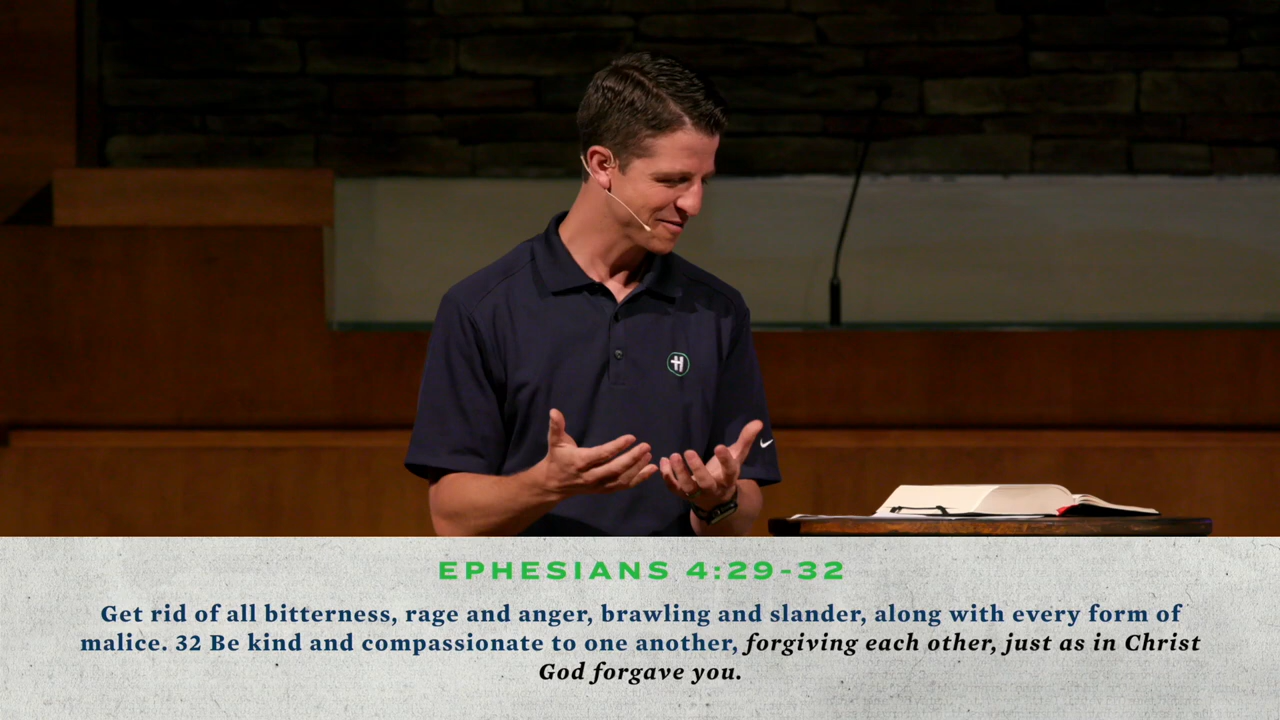 H
EPHESIANS 4:29-32
Get rid of all bitterness, rage and anger, brawling and slander, along with every form of
malice. 32 Be kind and compassionate to one another, forgiving each other, just as in Christ
God forgave you.